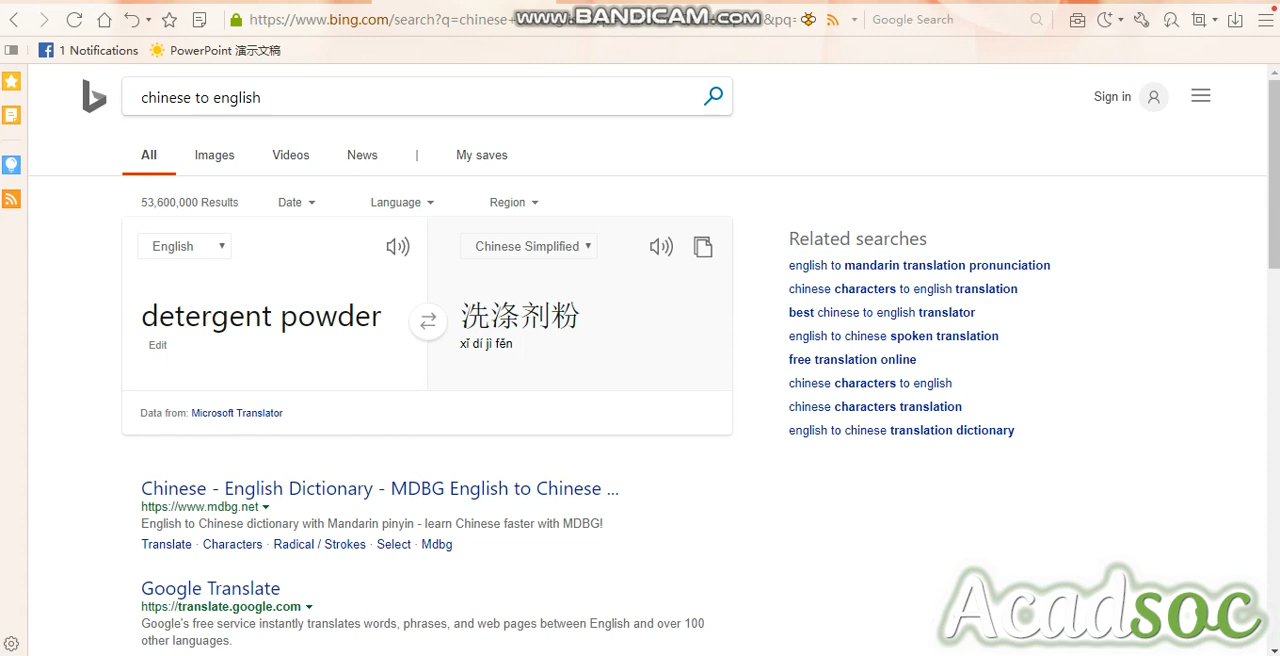 https://www.bing.com/search?q=chinese+
www.BANDICAM.com
&pq=
Google Search
1 Notifications
PowerPoint 演示文稿
chinese to english
Sign in
All Images Videos News | My saves
53,600,000 Results Date Language Region
English
Chinese Simplified
detergent powder
Edit
洗涤剂粉
xǐ dí jì fěn
Data from: Microsoft Translator
Related searches
english to mandarin translation pronunciation
chinese characters to english translation
best chinese to english translator
english to chinese spoken translation
free translation online
chinese characters to english
chinese characters translation
english to chinese translation dictionary
Chinese - English Dictionary - MDBG English to Chinese ...
https://www.mdbg.net
English to Chinese dictionary with Mandarin pinyin - learn Chinese faster with MDBG!
Translate · Characters · Radical / Strokes · Select · Mdbg
Google Translate
https://translate.google.com
Google's free service instantly translates words, phrases, and web pages between English and over 100
other languages.
Acadsoc